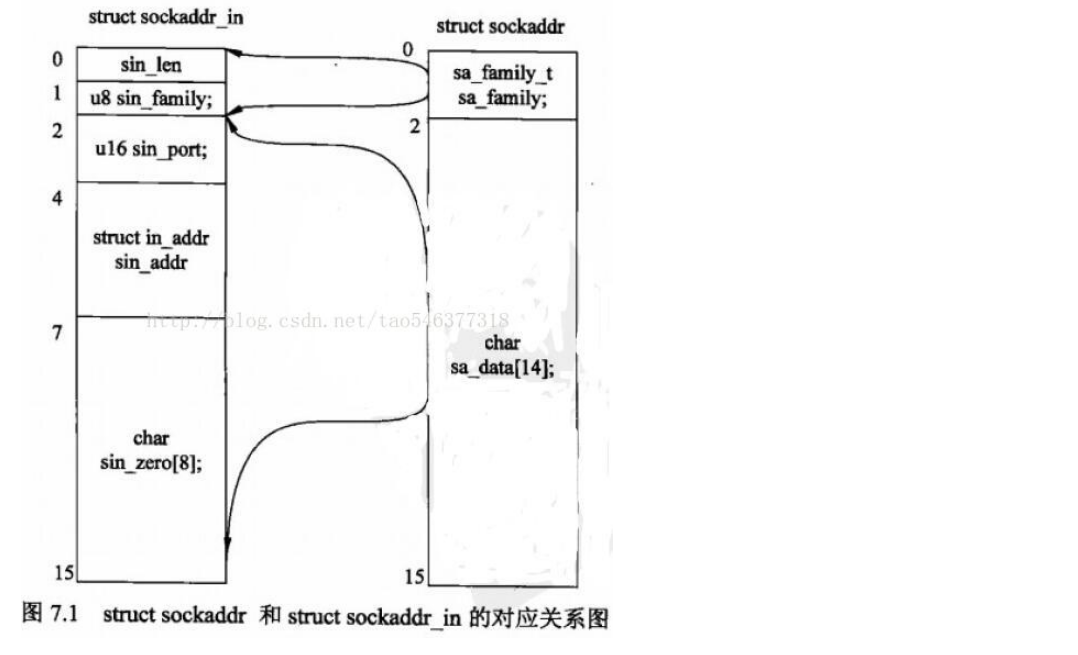 struct sockaddr_in
struct sockaddr
0
sin_len
1
u8 sin_family;
2
u16 sin_port;
4
struct in_addr
sin_addr
7
char
sin_zero[8];
15
0
sa_family_t
sa_family;
2
char
sa_data[14];
15
http://blog.csdn.net/tao546377318
图 7.1 struct sockaddr 和 struct sockaddr_in 的对应关系图